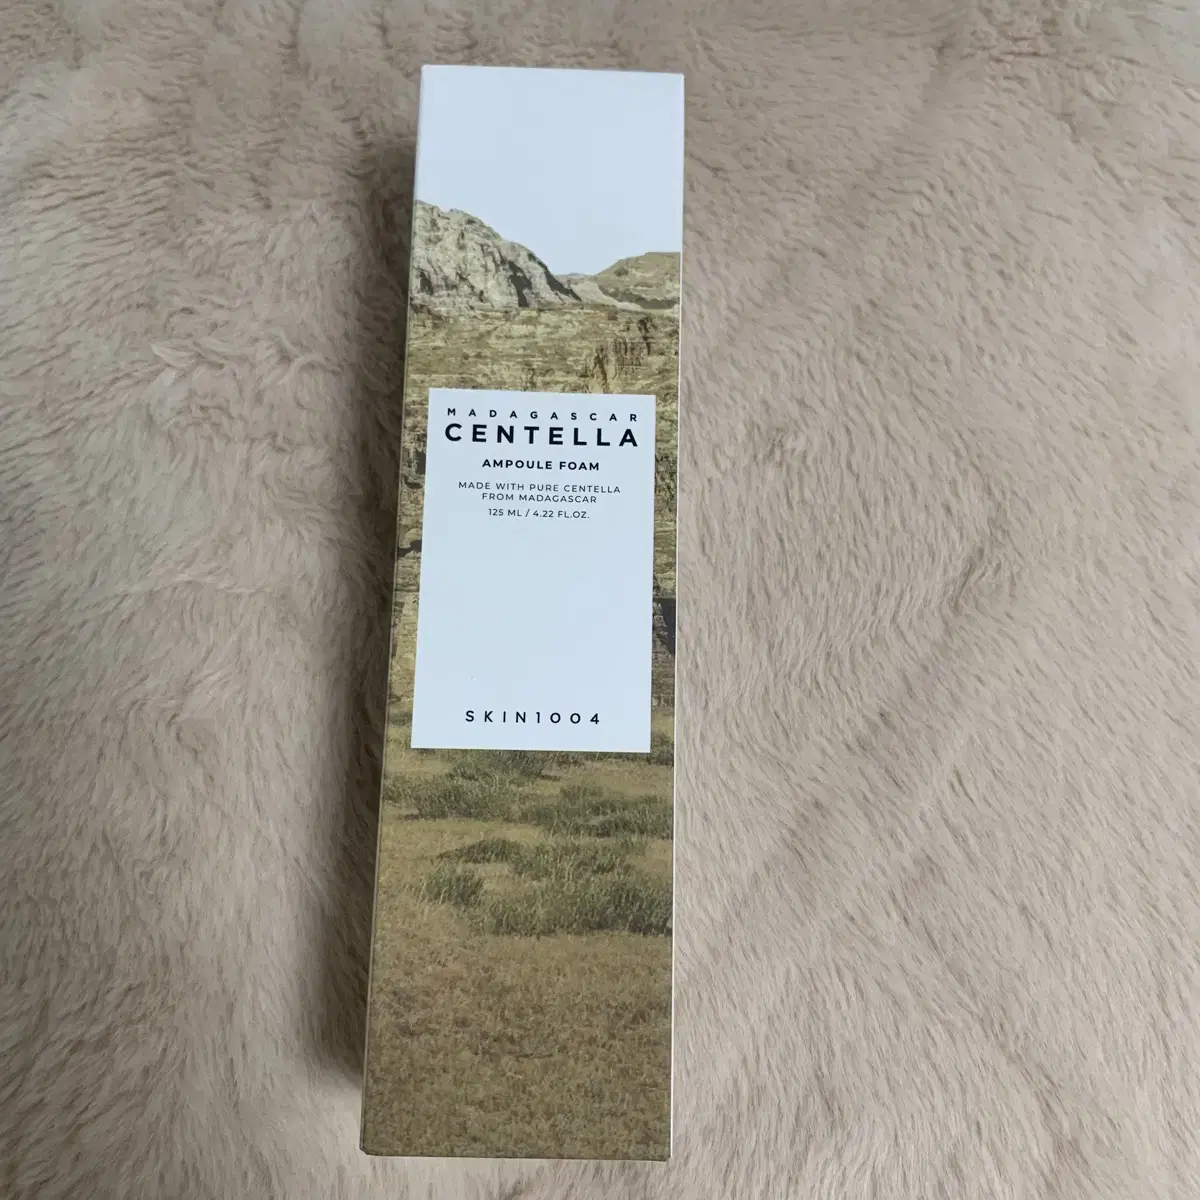 MADAGASCAR
CENTELLA
AMPOULE FOAM
MADE WITH PURE CENTELLA
FROM MADAGASCAR
125 ML / 4.22 FL.OZ.
SKIN1004